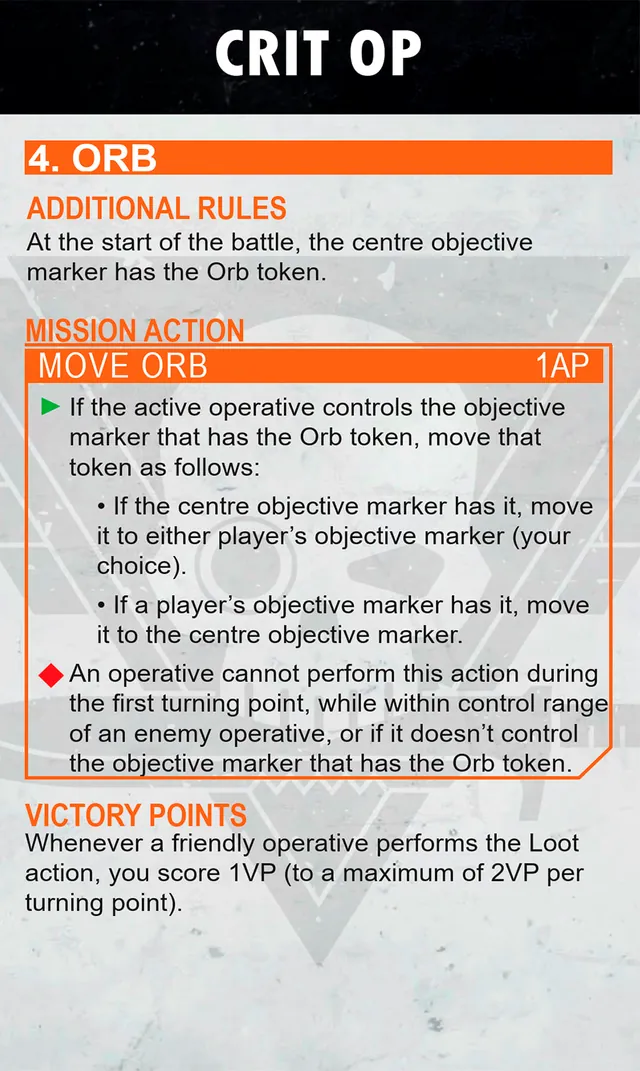 CRIT OP
4. ORB
ADDITIONAL RULES
At the start of the battle, the centre objective
marker has the Orb token.
MISSION ACTION
MOVE ORB 1AP
If the active operative controls the objective
marker that has the Orb token, move that
token as follows:
• If the centre objective marker has it, move
it to either player’s objective marker (your
choice).
• If a player’s objective marker has it, move
it to the centre objective marker.
An operative cannot perform this action during
the first turning point, while within control range
of an enemy operative, or if it doesn’t control
the objective marker that has the Orb token.
VICTORY POINTS
Whenever a friendly operative performs the Loot
action, you score 1VP (to a maximum of 2VP per
turning point).